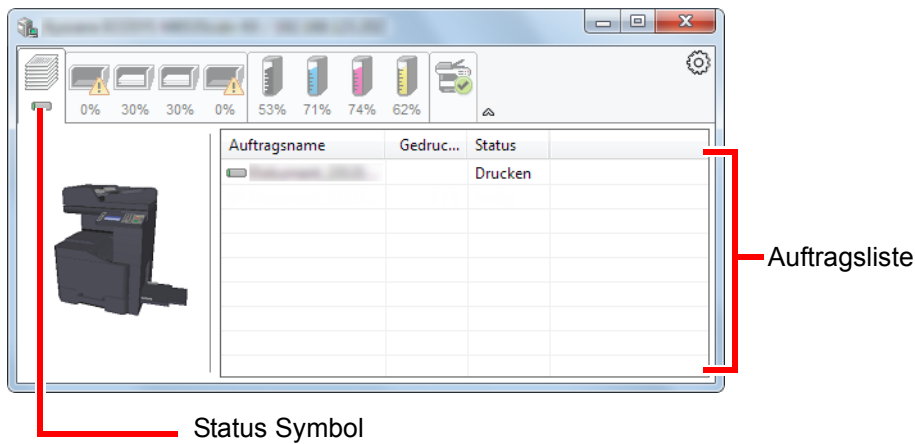 0% 30% 30% 0% 53% 71% 74% 62%
Auftragsname Gedruc... Status
Drucken
Auftragsliste
Status Symbol